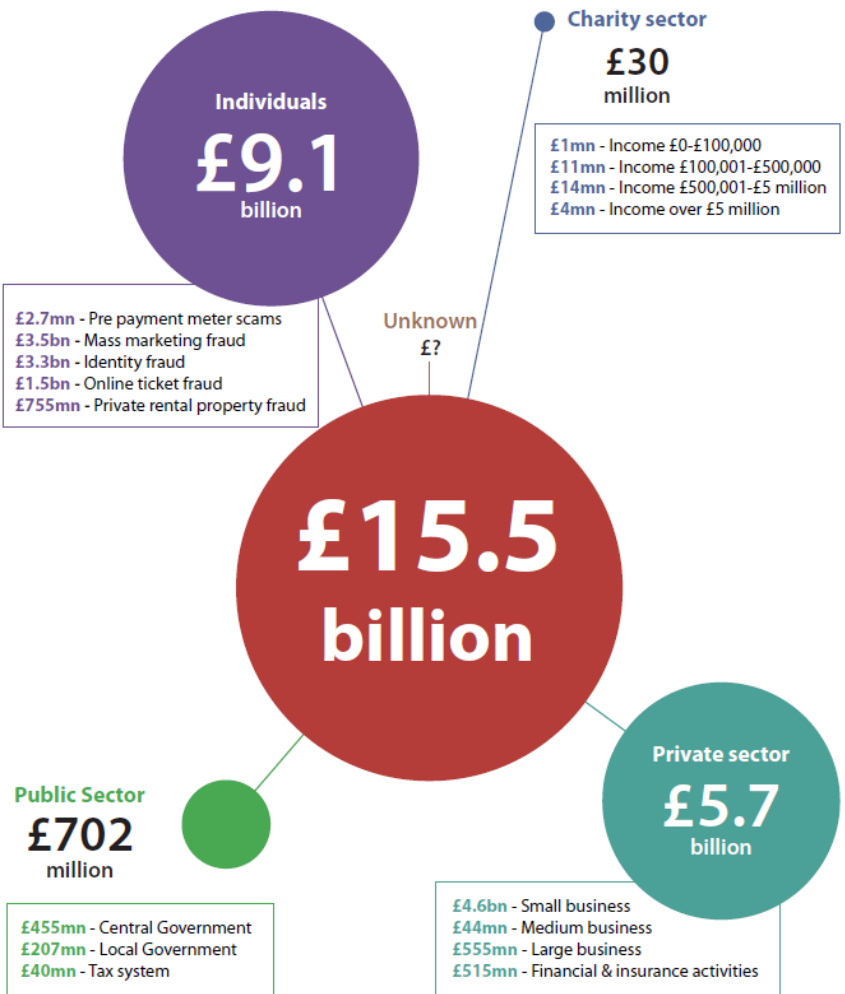 Individuals
£9.1
billion
£2.7mn - Pre payment meter scams
£3.5bn - Mass marketing fraud
£3.3bn - Identity fraud
£1.5bn - Online ticket fraud
£755mn - Private rental property fraud
Charity sector
£30
million
£1mn - Income £0-£100,000
£11mn - Income £100,001-£500,000
£14mn - Income £500,001-£5 million
£4mn - Income over £5 million
Unknown
£?
£15.5
billion
Public Sector
£702
million
£455mn - Central Government
£207mn - Local Government
£40mn - Tax system
Private sector
£5.7
billion
£4.6bn - Small business
£44mn - Medium business
£555mn - Large business
£515mn - Financial & insurance activities